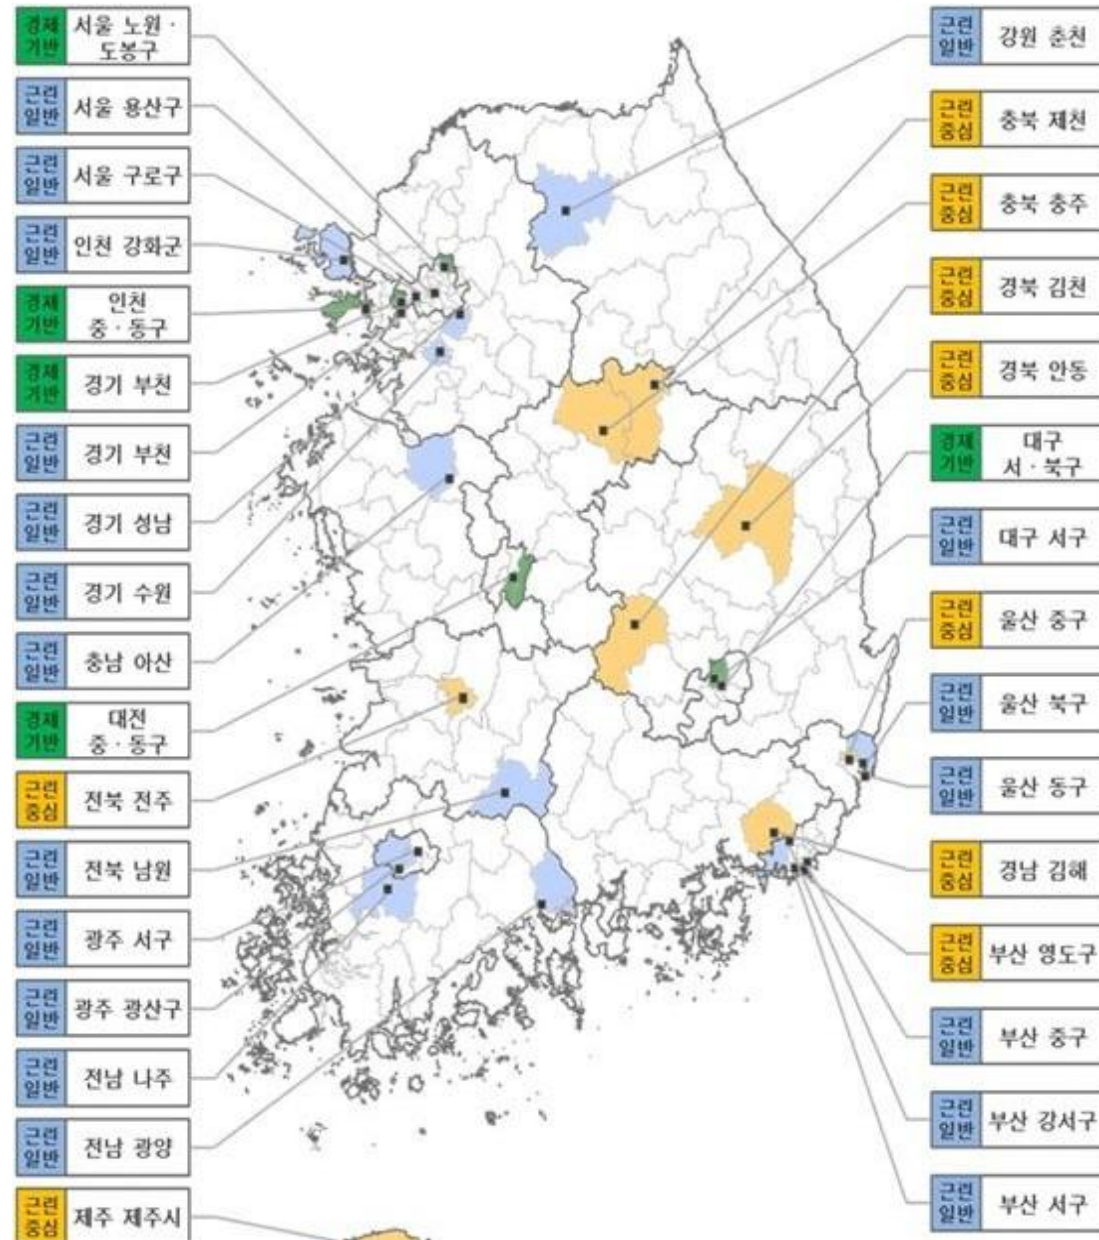 경제
기반
서울 노원·
도봉구
근린
일반
서울 용산구
근린
일반
서울 구로구
근린
일반
인천 강화군
경제
기반
인천
중·동구
경제
기반
경기 부천
근린
일반
경기 부천
근린
일반
경기 성남
근린
일반
경기 수원
근린
일반
충남 아산
경제
기반
대전
중·동구
근린
중심
전북 전주
근린
일반
전북 남원
근린
일반
광주 서구
근린
일반
광주 광산구
근린
일반
전남 나주
근린
일반
전남 광양
근린
중심
제주 제주시
근린
일반
강원 춘천
근린
중심
충북 제천
근린
중심
충북 충주
근린
중심
경북 김천
근린
중심
경북 안동
경제
기반
대구
서·북구
근린
일반
대구 서구
근린
중심
울산 중구
근린
일반
울산 북구
근린
일반
울산 동구
근린
중심
경남 김해
근린
중심
부산 영도구
근린
일반
부산 중구
근린
일반
부산 강서구
근린
일반
부산 서구